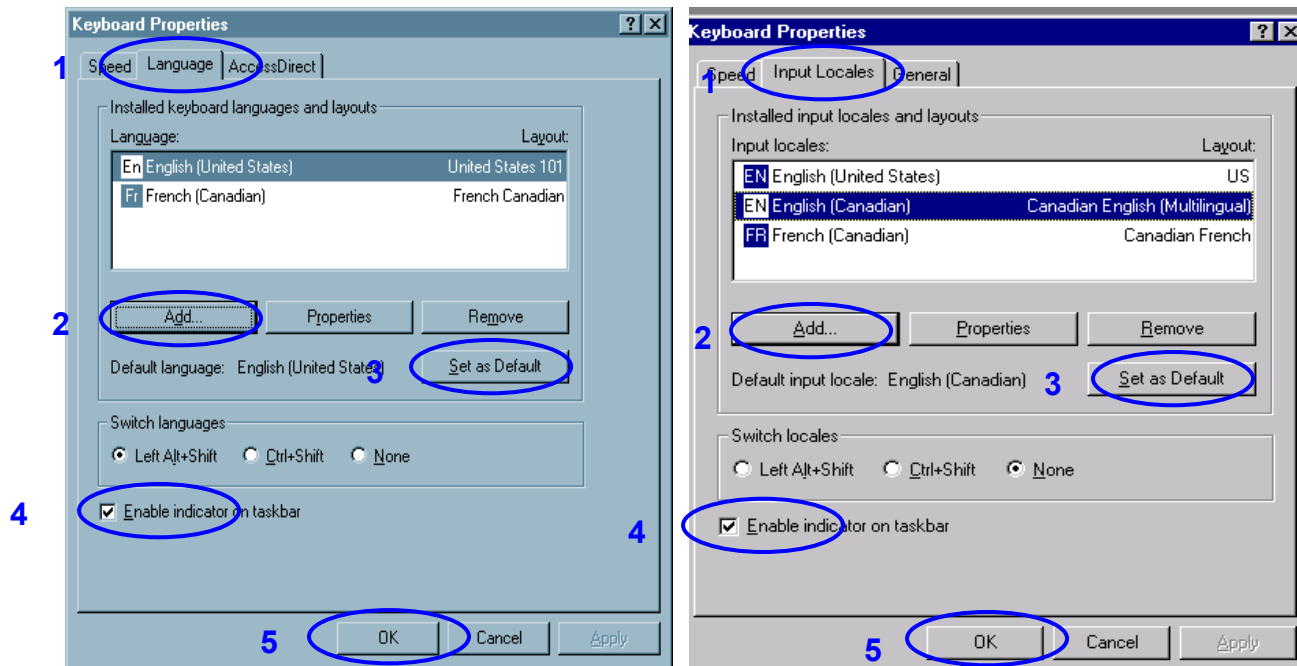 Keyboard Properties
1 Speed Language AccessDirect
Installed keyboard languages and layouts
Language: Layout:
En English (United States) United States 101
Fr French (Canadian) French Canadian
2 Add... Properties Remove
Default language: English (United States) 3 Set as Default
Switch languages
Left Alt+Shift Ctrl+Shift None
4 Enable indicator on taskbar
5 OK Cancel Apply
Keyboard Properties
1 Speed Input Locales General
Installed input locales and layouts
Input locales: Layout:
EN English (United States) US
EN English (Canadian) Canadian English (Multilingual)
FR French (Canadian) Canadian French
2 Add... Properties Remove
Default input locale: English (Canadian) 3 Set as Default
Switch locales
Left Alt+Shift Ctrl+Shift None
4 Enable indicator on taskbar
5 OK Cancel Apply